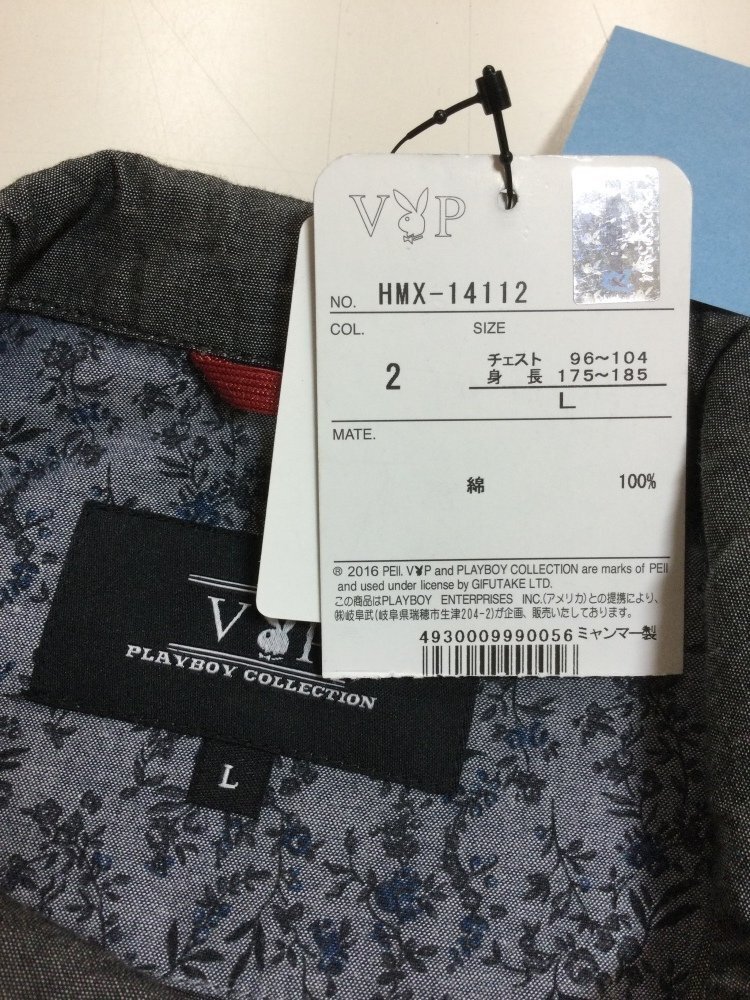 V P
NO. HMX-14112
COL. SIZE
2
チェスト 96～104
身 長 175～185
L
MATE.
綿 100%
® 2016 PEII. V P and PLAYBOY COLLECTION are marks of PEII
and used under license by GIFUTAKE LTD.
この商品はPLAYBOY ENTERPRISES INC.(アメリカ)との提携により、
㈱岐阜武(岐阜県瑞穂市生津204-2)が企画、販売いたしております。
4930009990056 ミャンマー製
V P
PLAYBOY COLLECTION
L